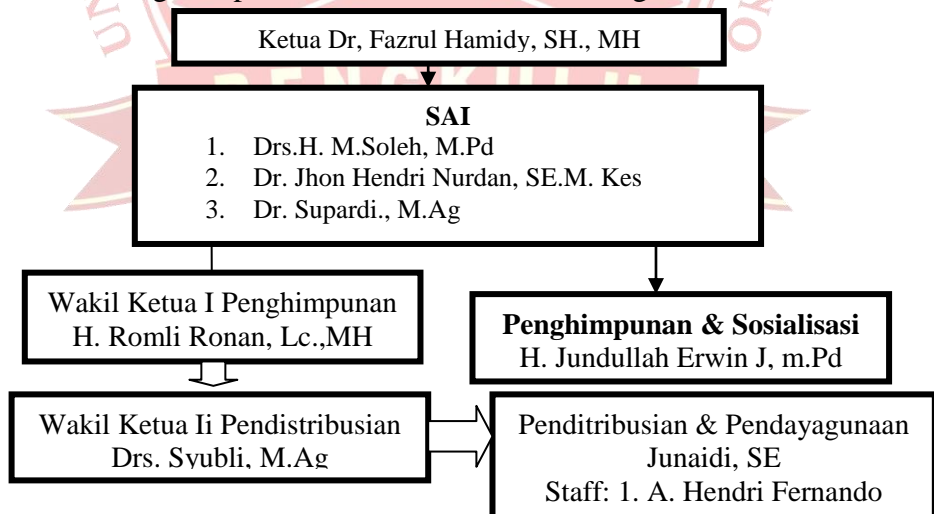 Ketua Dr, Fazrul Hamidy, SH., MH
BENGKULU
SAI
1. Drs.H. M.Soleh, M.Pd
2. Dr. Jhon Hendri Nurdan, SE.M. Kes
3. Dr. Supardi., M.Ag
Wakil Ketua I Penghimpunan
H. Romli Ronan, Lc.,MH
Penghimpunan & Sosialisasi
H. Jundullah Erwin J, m.Pd
Wakil Ketua Ii Pendistribusian
Drs. Syubli, M.Ag
Penditribusian & Pendayagunaan
Junaidi, SE
Staff: 1. A. Hendri Fernando